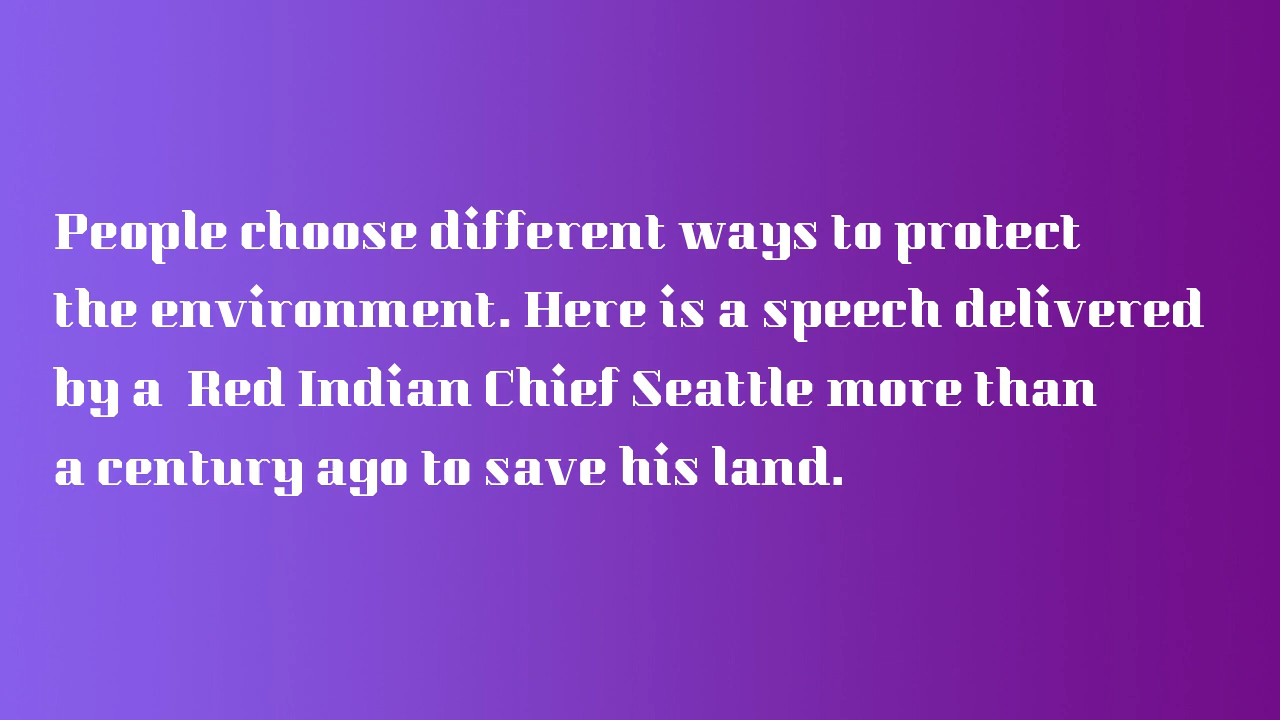 People choose different ways to protect
the environment. Here is a speech delivered
by a  Red Indian Chief Seattle more than
a century ago to save his land.